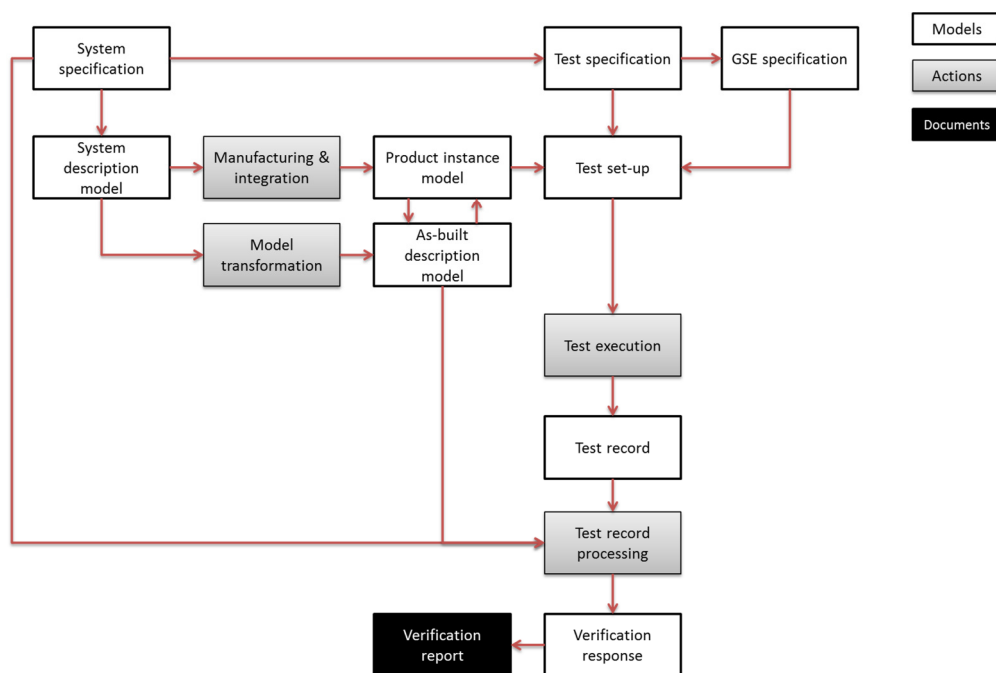 System
specification
Test specification
GSE specification
Models
Actions
Documents
System
description
model
Manufacturing &
integration
Product instance
model
Test set-up
Model
transformation
As-built
description
model
Test execution
Test record
Test record
processing
Verification
report
Verification
response